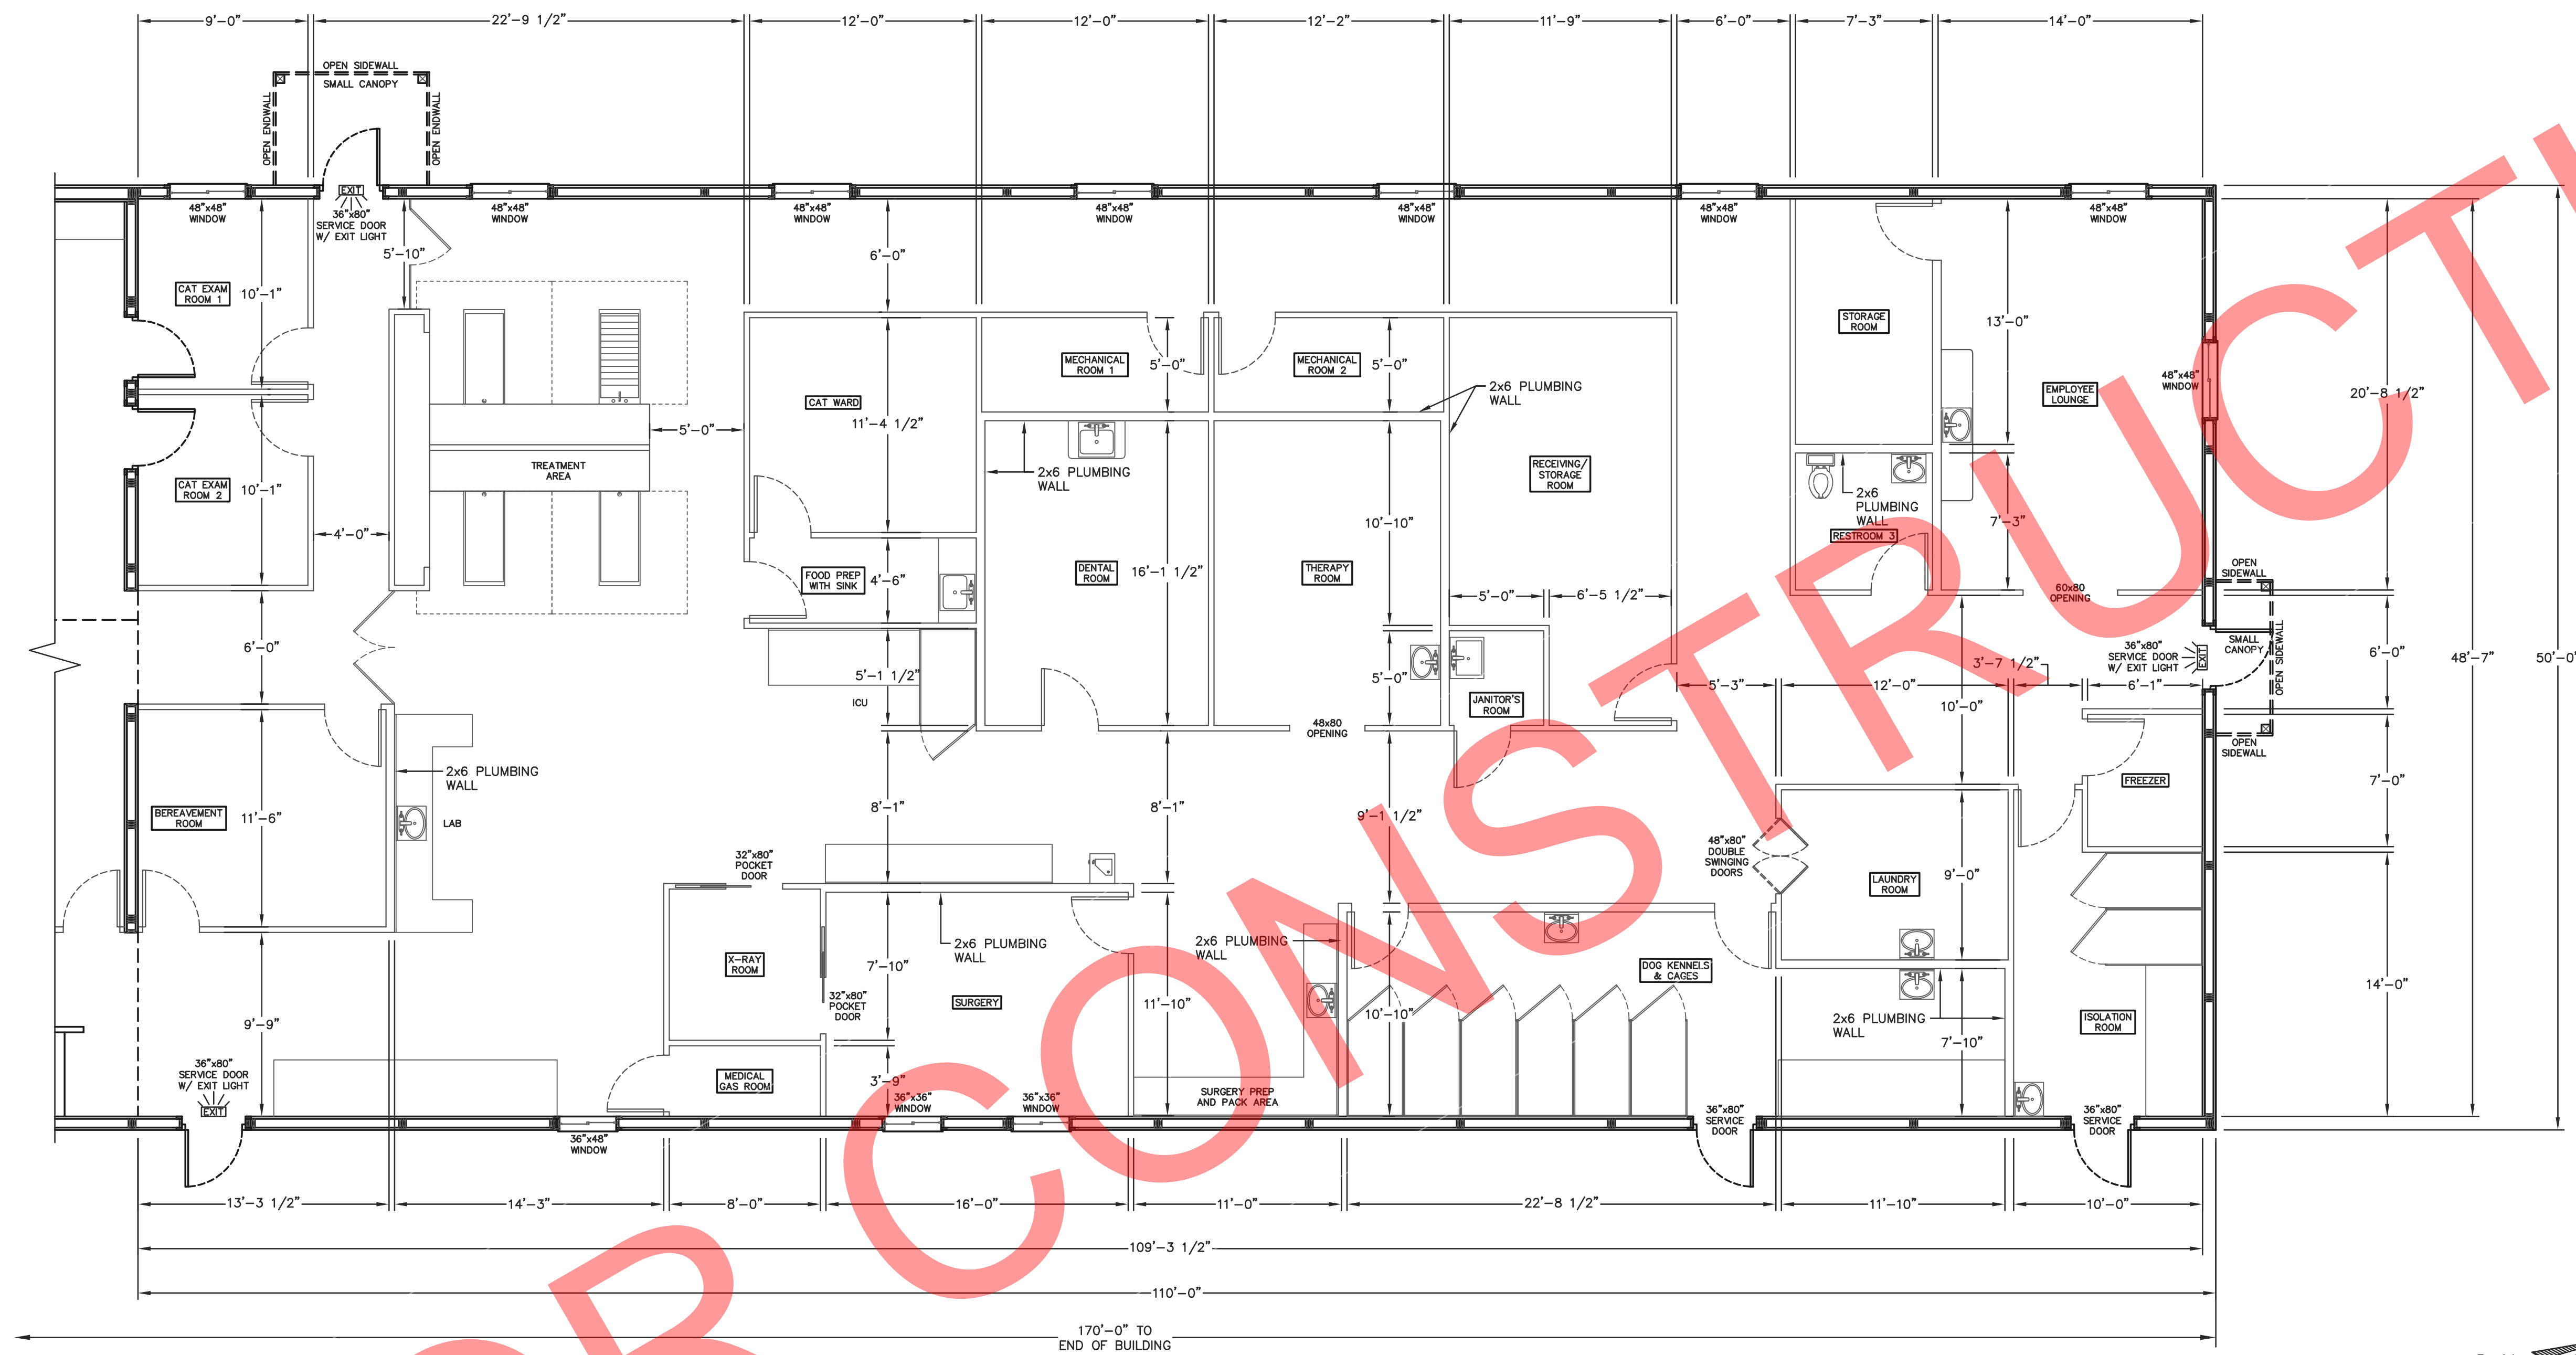 9'-0"
22'-9 1/2"
12'-0"
12'-0"
12'-2"
11'-9"
6'-0"
7'-3"
14'-0"
OPEN SIDEWALL
SMALL CANOPY
OPEN ENDWALL
OPEN ENDWALL
EXIT
36"x80"
SERVICE DOOR
W/ EXIT LIGHT
48"x48"
WINDOW
48"x48"
WINDOW
48"x48"
WINDOW
48"x48"
WINDOW
48"x48"
WINDOW
48"x48"
WINDOW
48"x48"
WINDOW
5'-10"
6'-0"
CAT EXAM
ROOM 1
10'-1"
STORAGE
ROOM
13'-0"
MECHANICAL
ROOM 1
5'-0"
MECHANICAL
ROOM 2
5'-0"
2x6 PLUMBING
WALL
48"x48"
WINDOW
EMPLOYEE
LOUNGE
20'-8 1/2"
CAT WARD
11'-4 1/2"
5'-0"
TREATMENT
AREA
2x6 PLUMBING
WALL
RECEIVING/
STORAGE
ROOM
CAT EXAM
ROOM 2
10'-1"
2x6
PLUMBING
WALL
7'-3"
RESTROOM 3
4'-0"
10'-10"
FOOD PREP
WITH SINK
4'-6"
DENTAL
ROOM
16'-1 1/2"
THERAPY
ROOM
5'-0"
6'-5 1/2"
60x80
OPENING
OPEN
SIDEWALL
6'-0"
SMALL
CANOPY
OPEN SIDEWALL
36"x80"
SERVICE DOOR
W/ EXIT LIGHT
EXIT
6'-0"
48'-7"
50'-0"
5'-1 1/2"
ICU
5'-0"
JANITOR'S
ROOM
5'-3"
12'-0"
3'-7 1/2"
6'-1"
10'-0"
48x80
OPENING
OPEN
SIDEWALL
2x6 PLUMBING
WALL
FREEZER
7'-0"
BEREAVEMENT
ROOM
11'-6"
LAB
8'-1"
8'-1"
9'-1 1/2"
32"x80"
POCKET
DOOR
48"x80"
DOUBLE
SWINGING
DOORS
LAUNDRY
ROOM
9'-0"
2x6 PLUMBING
WALL
2x6 PLUMBING
WALL
X-RAY
ROOM
7'-10"
DOG KENNELS
& CAGES
SURGERY
32"x80"
POCKET
DOOR
11'-10"
10'-10"
14'-0"
9'-9"
2x6 PLUMBING
WALL
7'-10"
ISOLATION
ROOM
36"x80"
SERVICE DOOR
W/ EXIT LIGHT
EXIT
MEDICAL
GAS ROOM
3'-9"
36"x36"
WINDOW
36"x36"
WINDOW
SURGERY PREP
AND PACK AREA
36"x80"
SERVICE
DOOR
36"x80"
SERVICE
DOOR
36"x48"
WINDOW
13'-3 1/2"
14'-3"
8'-0"
16'-0"
11'-0"
22'-8 1/2"
11'-10"
10'-0"
109'-3 1/2"
110'-0"
170'-0" TO
END OF BUILDING
OR CONSTRUCTI